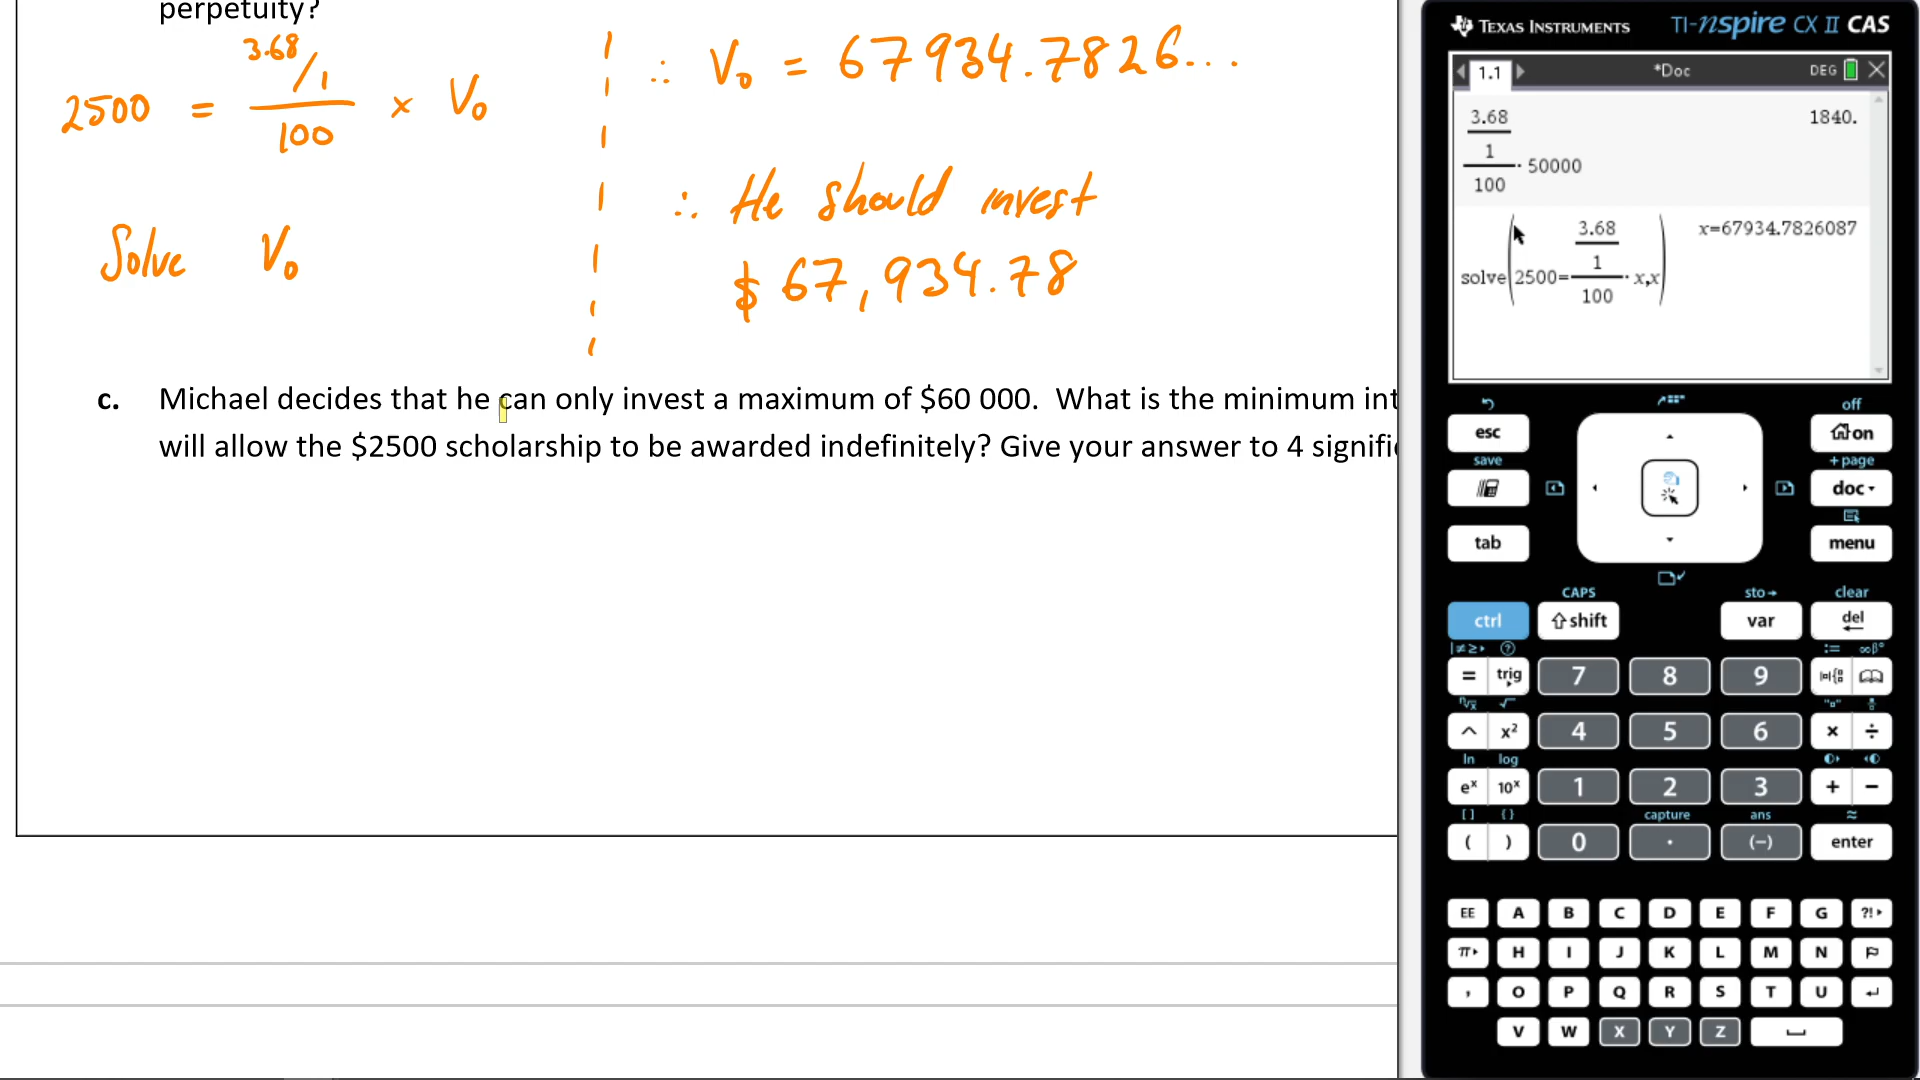 perpetuity?
2500 = 3.68/1 / 100 × V₀
Solve V₀
∴ V₀ = 67934.7826...
∴ He should invest
$67,934.78
c. Michael decides that he can only invest a maximum of $60 000. What is the minimum int
will allow the $2500 scholarship to be awarded indefinitely? Give your answer to 4 signifi
TEXAS INSTRUMENTS TI-nspire CX II CAS
1.1 *Doc DEG
3.68
1
100
· 50000
1840.
solve(2500= 3.68
1
100
· x,x)
x=67934.7826087
off
esc on
save + page
doc
tab menu
CAPS sto→ clear
ctrl shift var del
|≠≥▸ := ∞β°
= trig 7 8 9
^ x² 4 5 6 × ÷
ln log
eˣ 10ˣ 1 2 3 + −
[ ] { } capture ans ≈
( ) 0 . (−) enter
EE A B C D E F G ?!▸
π▸ H I J K L M N
, O P Q R S T U
V W X Y Z